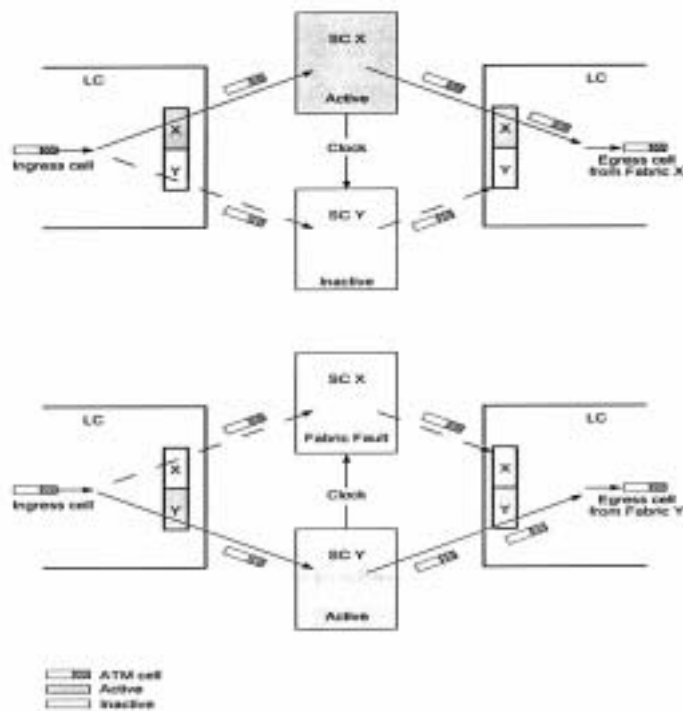 SC X
LC
LC
Active
X
X
Clock
Ingress cell
Y
Y
Egress cell
from Fabric X
SC Y
Inactive
SC X
LC
LC
Fabric Fault
X
X
Clock
Ingress cell
Y
Y
Egress cell
from Fabric Y
SC Y
Active
ATM cell
Active
Inactive